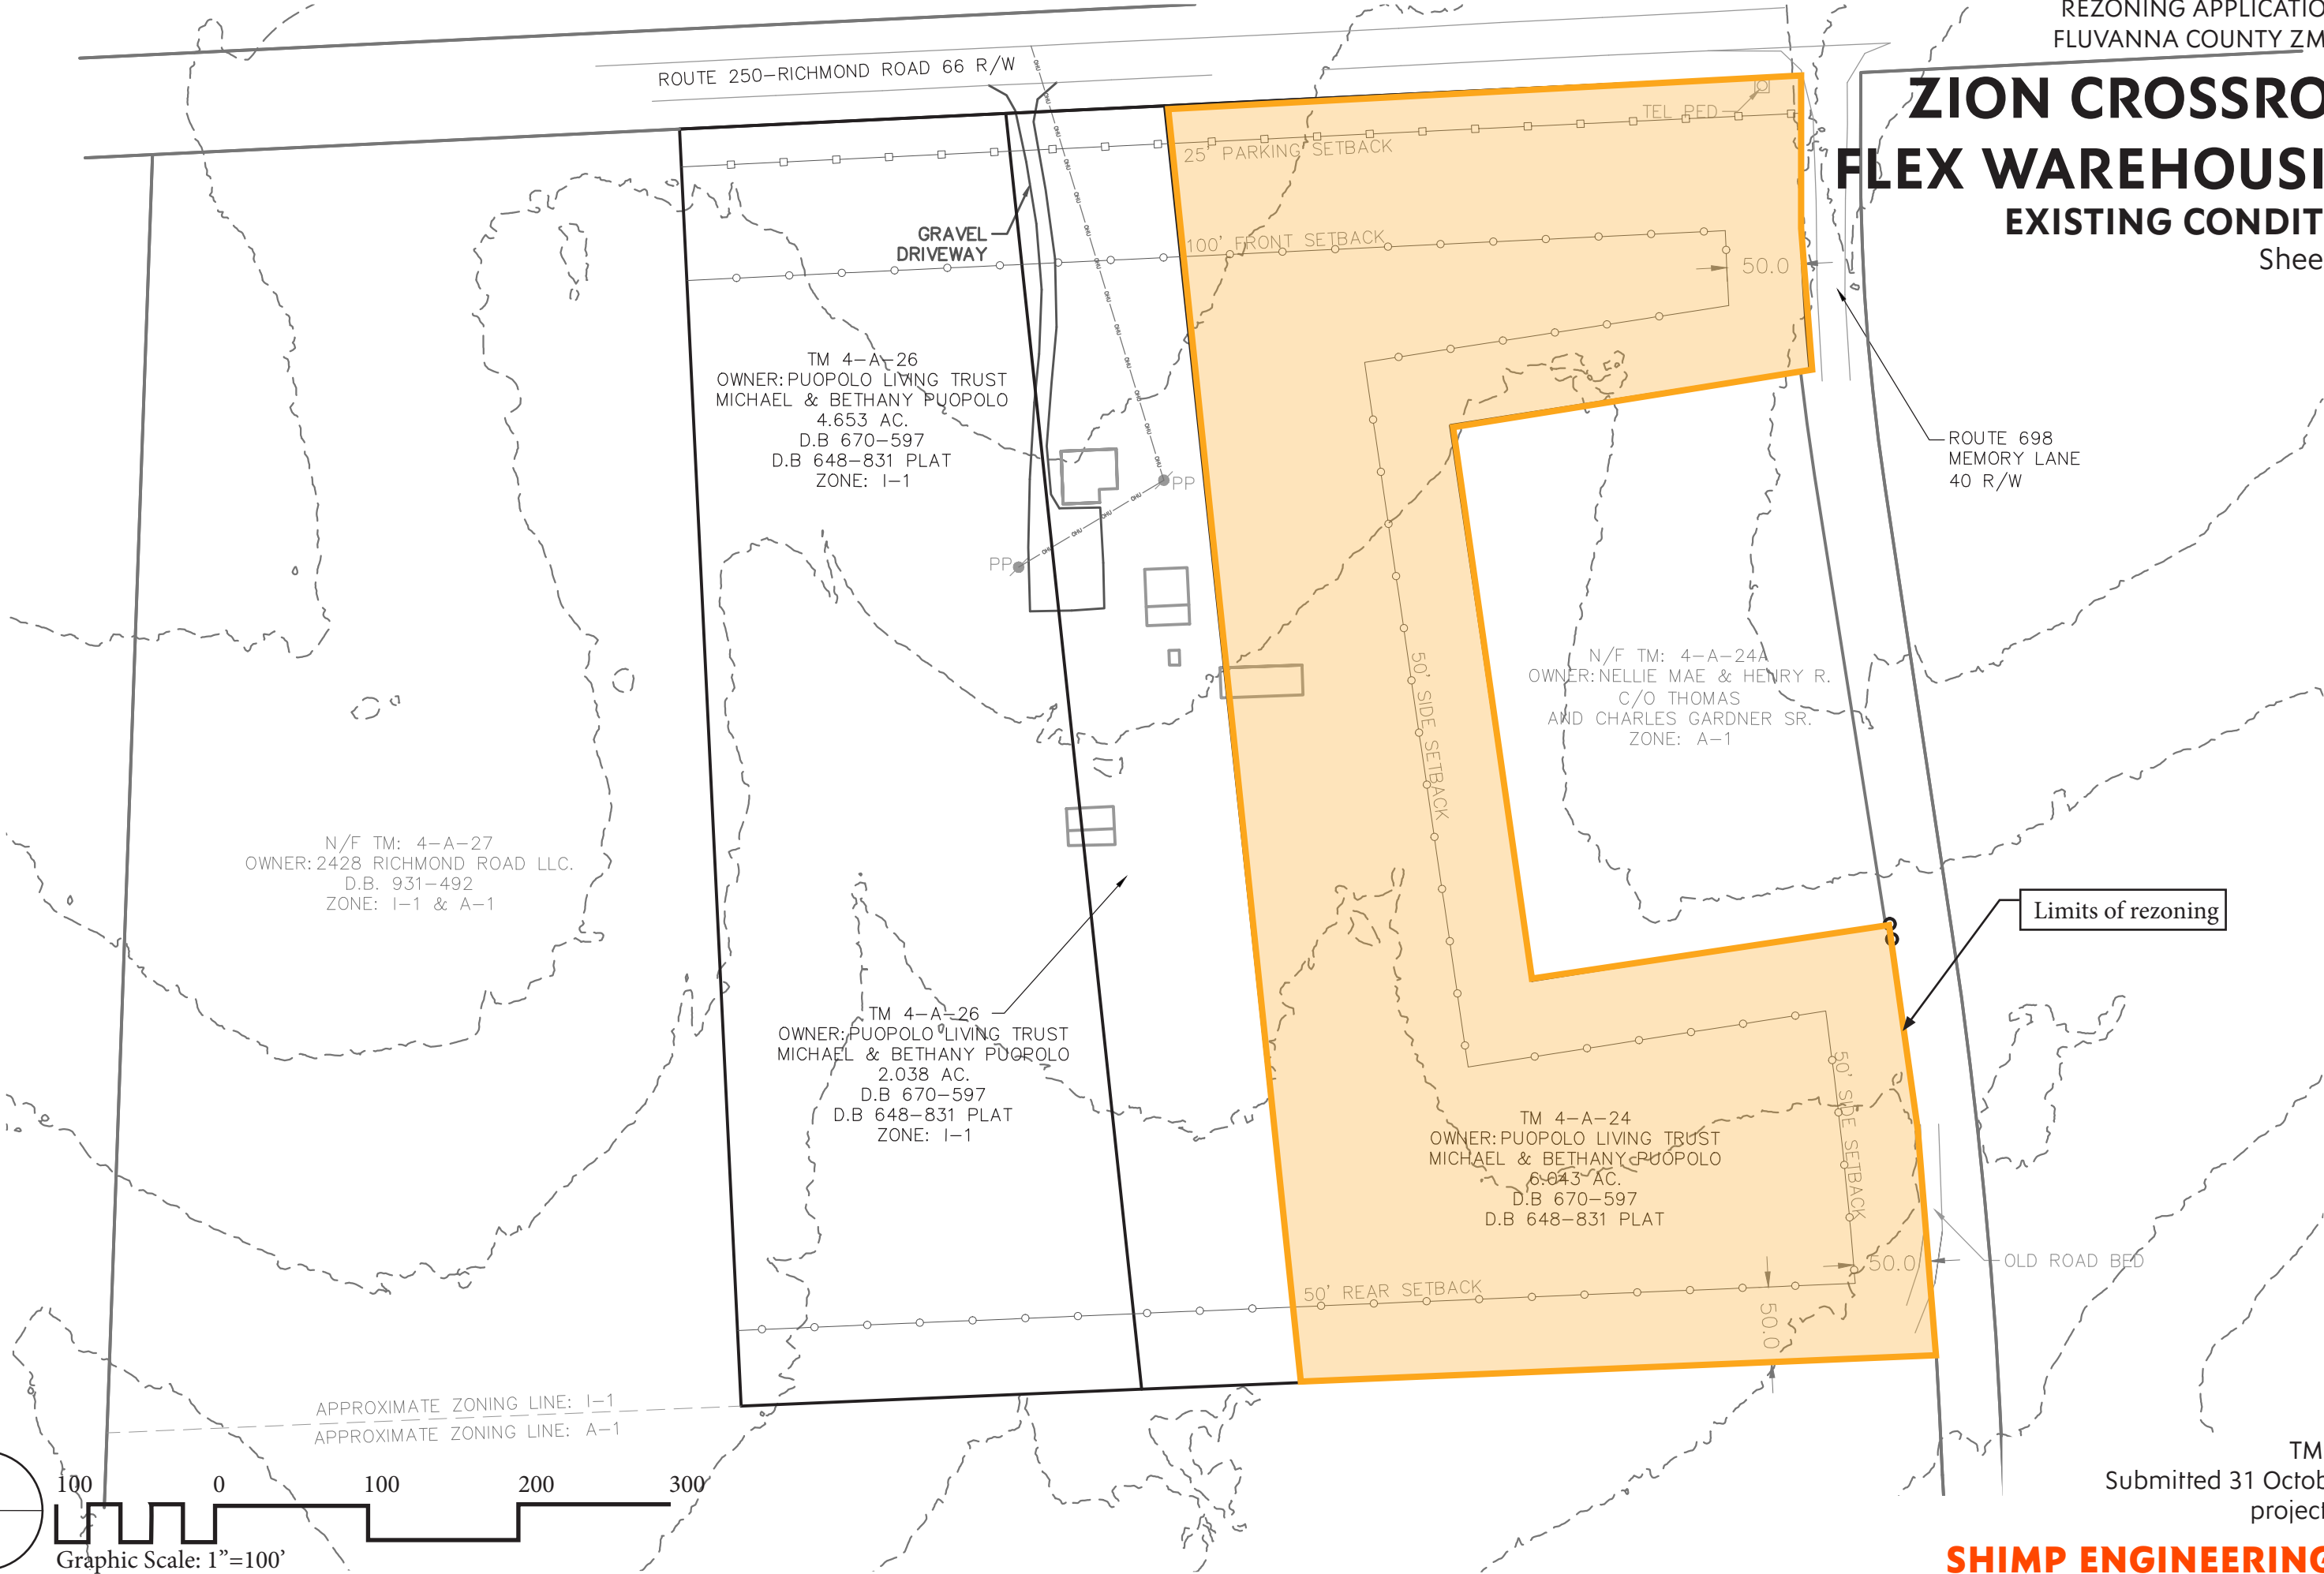 REZONING APPLICATIO
FLUVANNA COUNTY ZM
ZION CROSSRO
FLEX WAREHOUSI
EXISTING CONDIT
Shee
ROUTE 250-RICHMOND ROAD 66 R/W
TEL PED
25' PARKING SETBACK
GRAVEL
DRIVEWAY
100' FRONT SETBACK
50.0
TM 4-A-26
OWNER:PUOPOLO LIVING TRUST
MICHAEL & BETHANY PUOPOLO
4.653 AC.
D.B 670-597
D.B 648-831 PLAT
ZONE: I-1
OHU
PP
PP
ROUTE 698
MEMORY LANE
40 R/W
N/F TM: 4-A-24A
OWNER:NELLIE MAE & HENRY R.
C/O THOMAS
AND CHARLES GARDNER SR.
ZONE: A-1
50' SIDE SETBACK
N/F TM: 4-A-27
OWNER:2428 RICHMOND ROAD LLC.
D.B. 931-492
ZONE: I-1 & A-1
Limits of rezoning
TM 4-A-26
OWNER:PUOPOLO LIVING TRUST
MICHAEL & BETHANY PUOPOLO
2.038 AC.
D.B 670-597
D.B 648-831 PLAT
ZONE: I-1
TM 4-A-24
OWNER:PUOPOLO LIVING TRUST
MICHAEL & BETHANY PUOPOLO
6.043 AC.
D.B 670-597
D.B 648-831 PLAT
50' SIDE SETBACK
50.0
OLD ROAD BED
50' REAR SETBACK
50.0
APPROXIMATE ZONING LINE: I-1
APPROXIMATE ZONING LINE: A-1
100 0 100 200 300
Graphic Scale: 1”=100’
TM
Submitted 31 Octob
project
SHIMP ENGINEERING